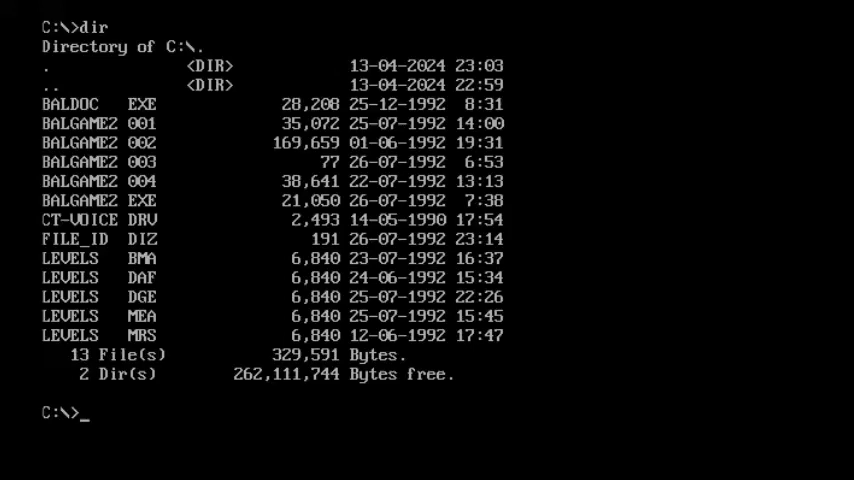 C:\>dir
Directory of C:\.
.              <DIR>            13-04-2024 23:03
..             <DIR>            13-04-2024 22:59
BALDOC   EXE            28,208 25-12-1992  8:31
BALGAME2 001            35,072 25-07-1992 14:00
BALGAME2 002           169,659 01-06-1992 19:31
BALGAME2 003                77 26-07-1992  6:53
BALGAME2 004            38,641 22-07-1992 13:13
BALGAME2 EXE            21,050 26-07-1992  7:38
CT-VOICE DRV             2,493 14-05-1990 17:54
FILE_ID  DIZ               191 26-07-1992 23:14
LEVELS   BMA             6,840 23-07-1992 16:37
LEVELS   DAF             6,840 24-06-1992 15:34
LEVELS   DGE             6,840 25-07-1992 22:26
LEVELS   MEA             6,840 25-07-1992 15:45
LEVELS   MRS             6,840 12-06-1992 17:47
   13 File(s)           329,591 Bytes.
    2 Dir(s)        262,111,744 Bytes free.
C:\>_